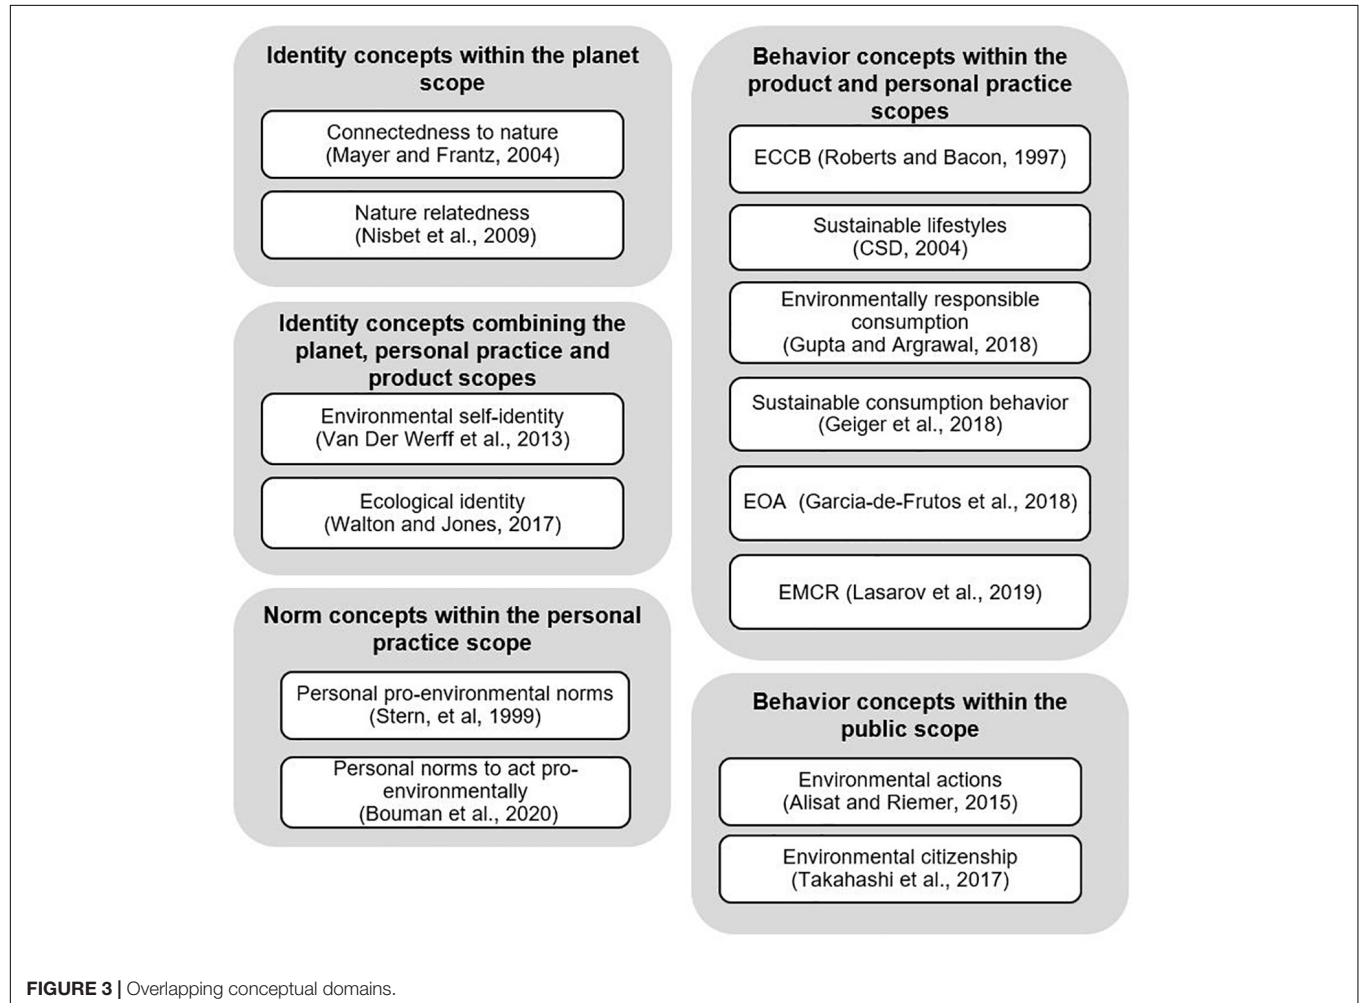 Identity concepts within the planet
scope
Connectedness to nature
(Mayer and Frantz, 2004)
Nature relatedness
(Nisbet et al., 2009)
Identity concepts combining the
planet, personal practice and
product scopes
Environmental self-identity
(Van Der Werff et al., 2013)
Ecological identity
(Walton and Jones, 2017)
Norm concepts within the personal
practice scope
Personal pro-environmental norms
(Stern, et al, 1999)
Personal norms to act pro-
environmentally
(Bouman et al., 2020)
Behavior concepts within the
product and personal practice
scopes
ECCB (Roberts and Bacon, 1997)
Sustainable lifestyles
(CSD, 2004)
Environmentally responsible
consumption
(Gupta and Argrawal, 2018)
Sustainable consumption behavior
(Geiger et al., 2018)
EOA (Garcia-de-Frutos et al., 2018)
EMCR (Lasarov et al., 2019)
Behavior concepts within the
public scope
Environmental actions
(Alisat and Riemer, 2015)
Environmental citizenship
(Takahashi et al., 2017)
FIGURE 3 | Overlapping conceptual domains.